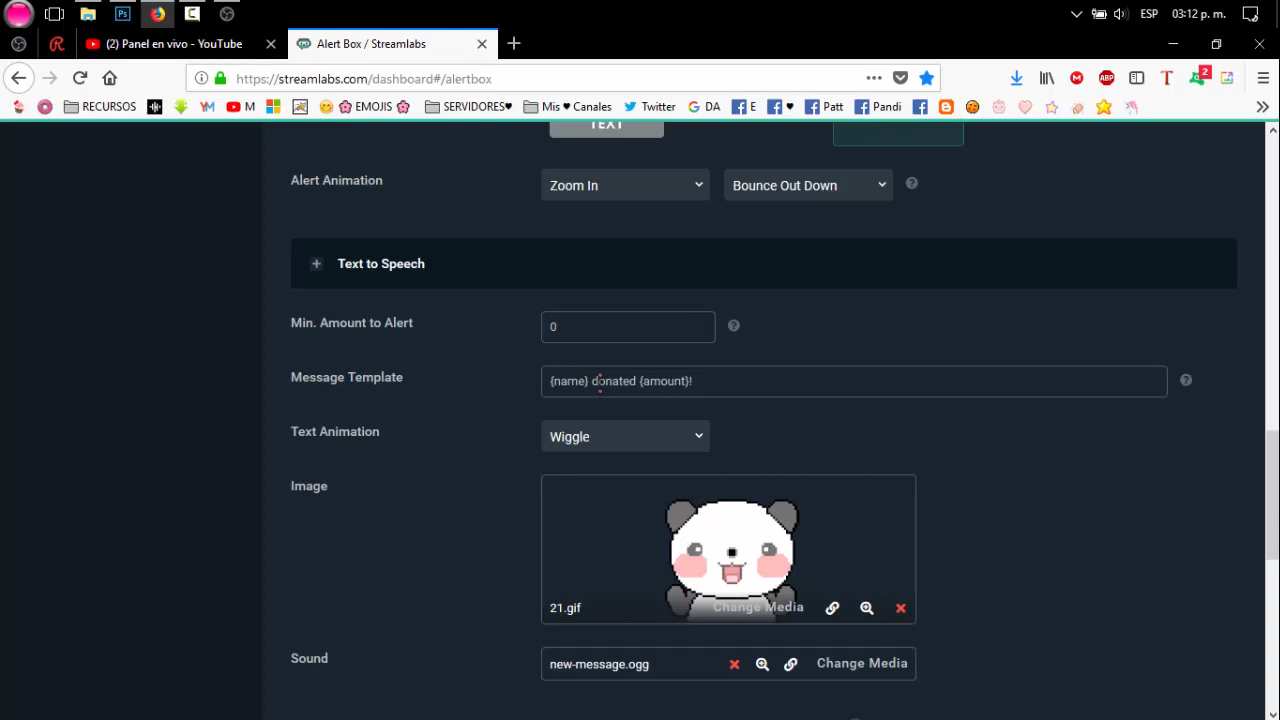 ESP 03:12 p. m.
(2) Panel en vivo - YouTube
Alert Box / Streamlabs
https://streamlabs.com/dashboard#/alertbox
2
RECURSOS
M
EMOJIS
SERVIDORES♥
Mis ♥ Canales
Twitter
DA
E
♥
Patt
Pandi
TEXT
Alert Animation
Zoom In
Bounce Out Down
Text to Speech
Min. Amount to Alert
0
Message Template
{name} donated {amount}!
Text Animation
Wiggle
Image
21.gif
Change Media
Sound
new-message.ogg
Change Media